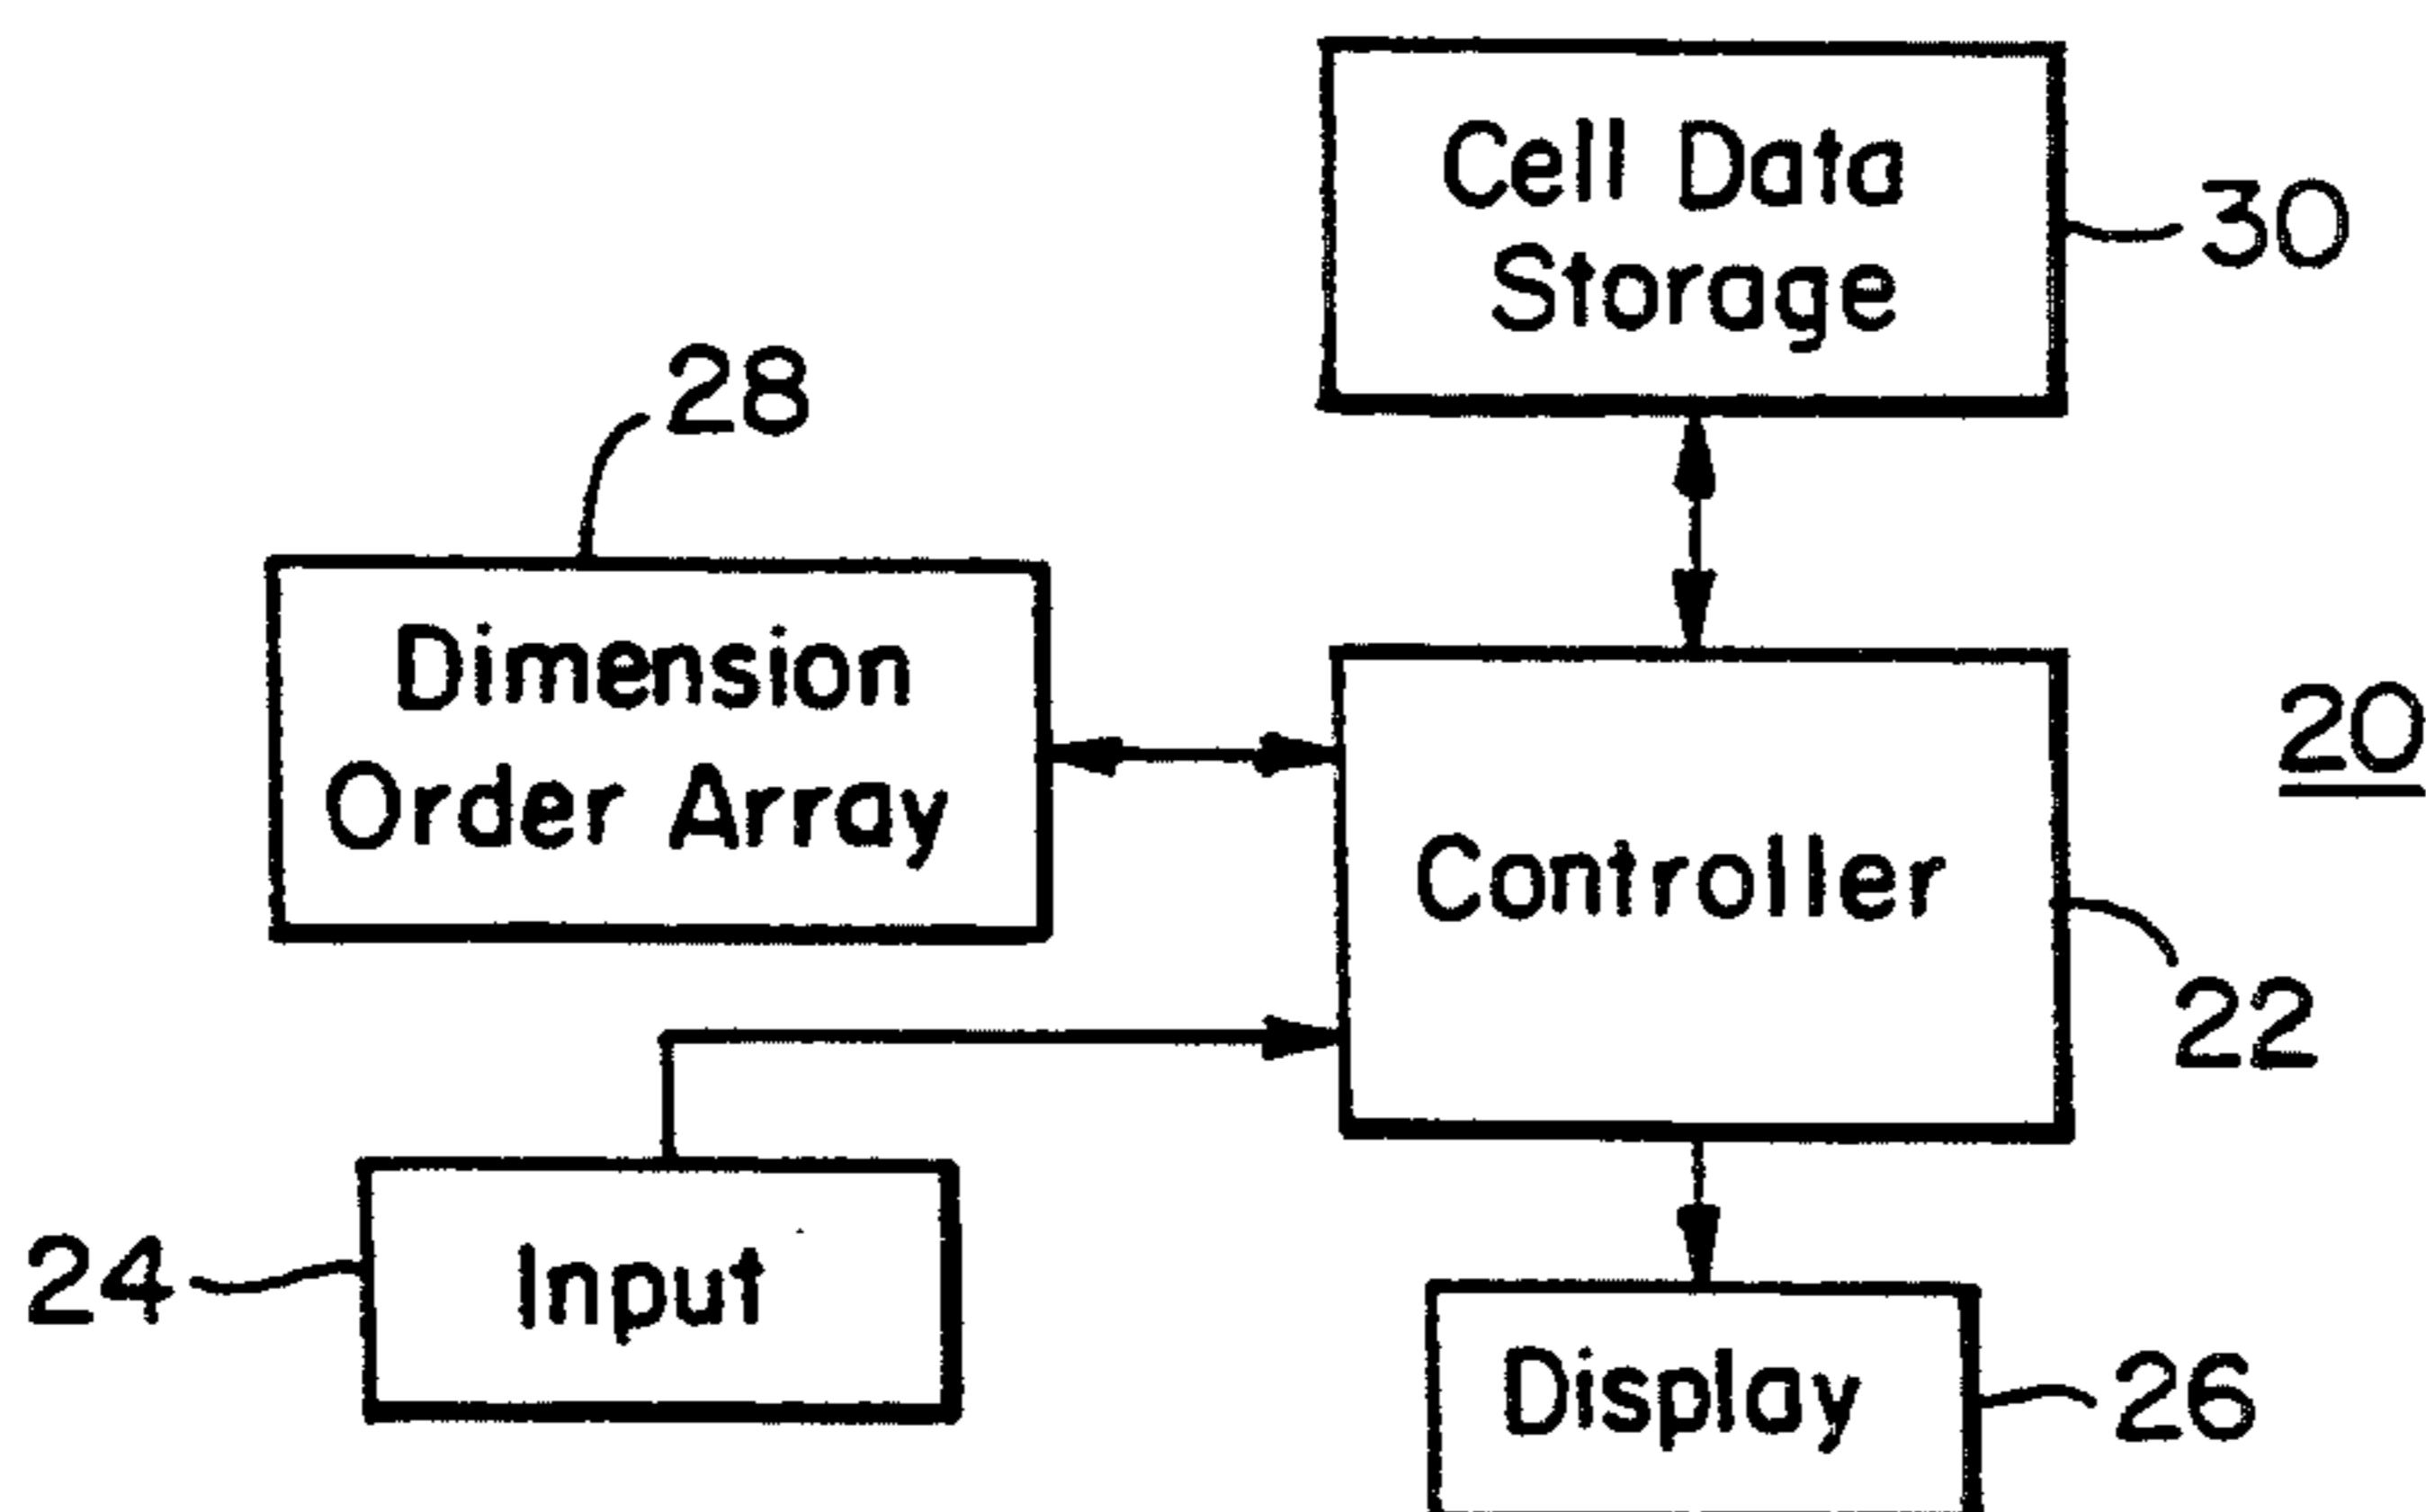 Cell Data
Storage
30
28
Dimension
Order Array
20
Controller
22
24
Input
Display
26